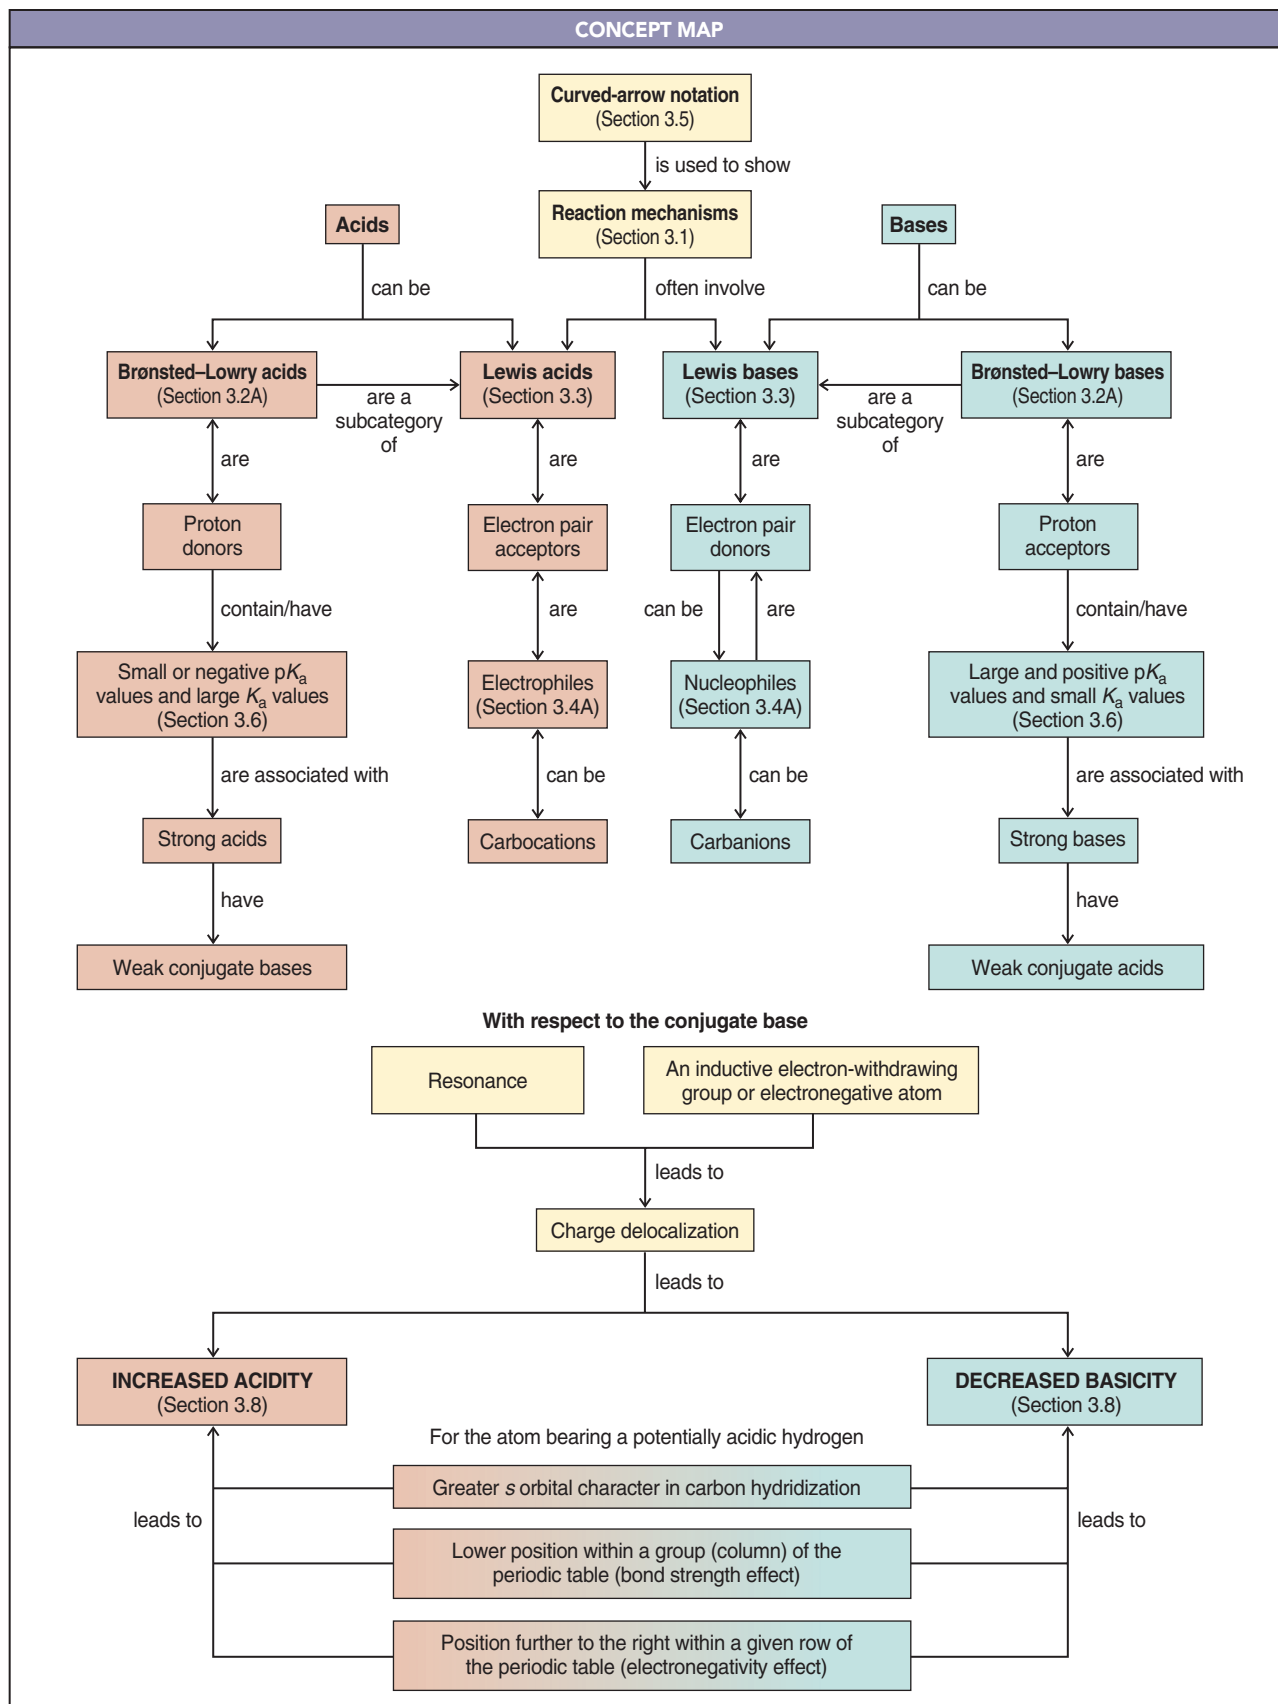 CONCEPT MAP
Curved-arrow notation
(Section 3.5)
is used to show
Reaction mechanisms
(Section 3.1)
Acids
Bases
can be
often involve
can be
Brønsted–Lowry acids
(Section 3.2A)
are a
subcategory
of
Lewis acids
(Section 3.3)
Lewis bases
(Section 3.3)
are a
subcategory
of
Brønsted–Lowry bases
(Section 3.2A)
are
are
are
are
Proton
donors
Electron pair
acceptors
Electron pair
donors
Proton
acceptors
contain/have
are
can be
are
contain/have
Small or negative pKa
values and large Ka values
(Section 3.6)
Electrophiles
(Section 3.4A)
Nucleophiles
(Section 3.4A)
Large and positive pKa
values and small Ka values
(Section 3.6)
are associated with
can be
can be
are associated with
Strong acids
Carbocations
Carbanions
Strong bases
have
have
Weak conjugate bases
Weak conjugate acids
With respect to the conjugate base
Resonance
An inductive electron-withdrawing
group or electronegative atom
leads to
Charge delocalization
leads to
INCREASED ACIDITY
(Section 3.8)
DECREASED BASICITY
(Section 3.8)
For the atom bearing a potentially acidic hydrogen
Greater s orbital character in carbon hydridization
leads to
leads to
Lower position within a group (column) of the
periodic table (bond strength effect)
Position further to the right within a given row of
the periodic table (electronegativity effect)